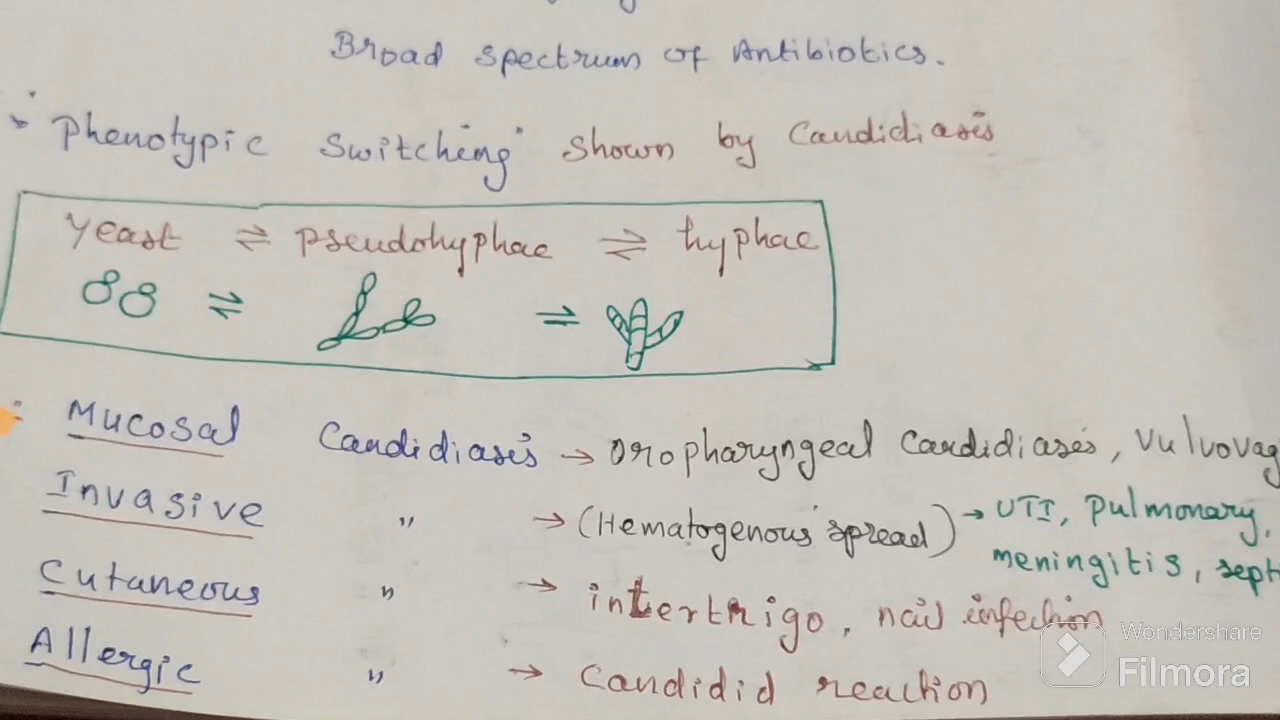 Broad spectrum of Antibiotics.
"Phenotypic switching" shown by Candidiasis
yeast ⇌ pseudohyphae ⇌ hyphae
⇌ ⇌
Mucosal Candidiasis → Oropharyngeal Candidiasis, Vulvovag
Invasive " → (Hematogenous spread) → UTI, pulmonary,
meningitis, sept
Cutaneous " → intertrigo, nail infection
Allergic " → Candidid reaction
Wondershare
Filmora